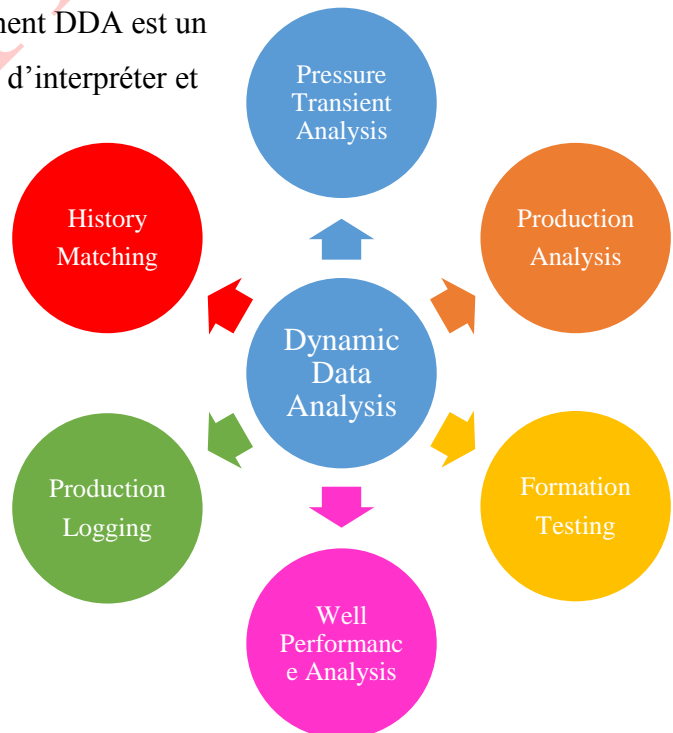 ment DDA est un
d’interpréter et
Pressure
Transient
Analysis
History
Matching
Production
Analysis
Dynamic
Data
Analysis
Production
Logging
Formation
Testing
Well
Performanc
e Analysis